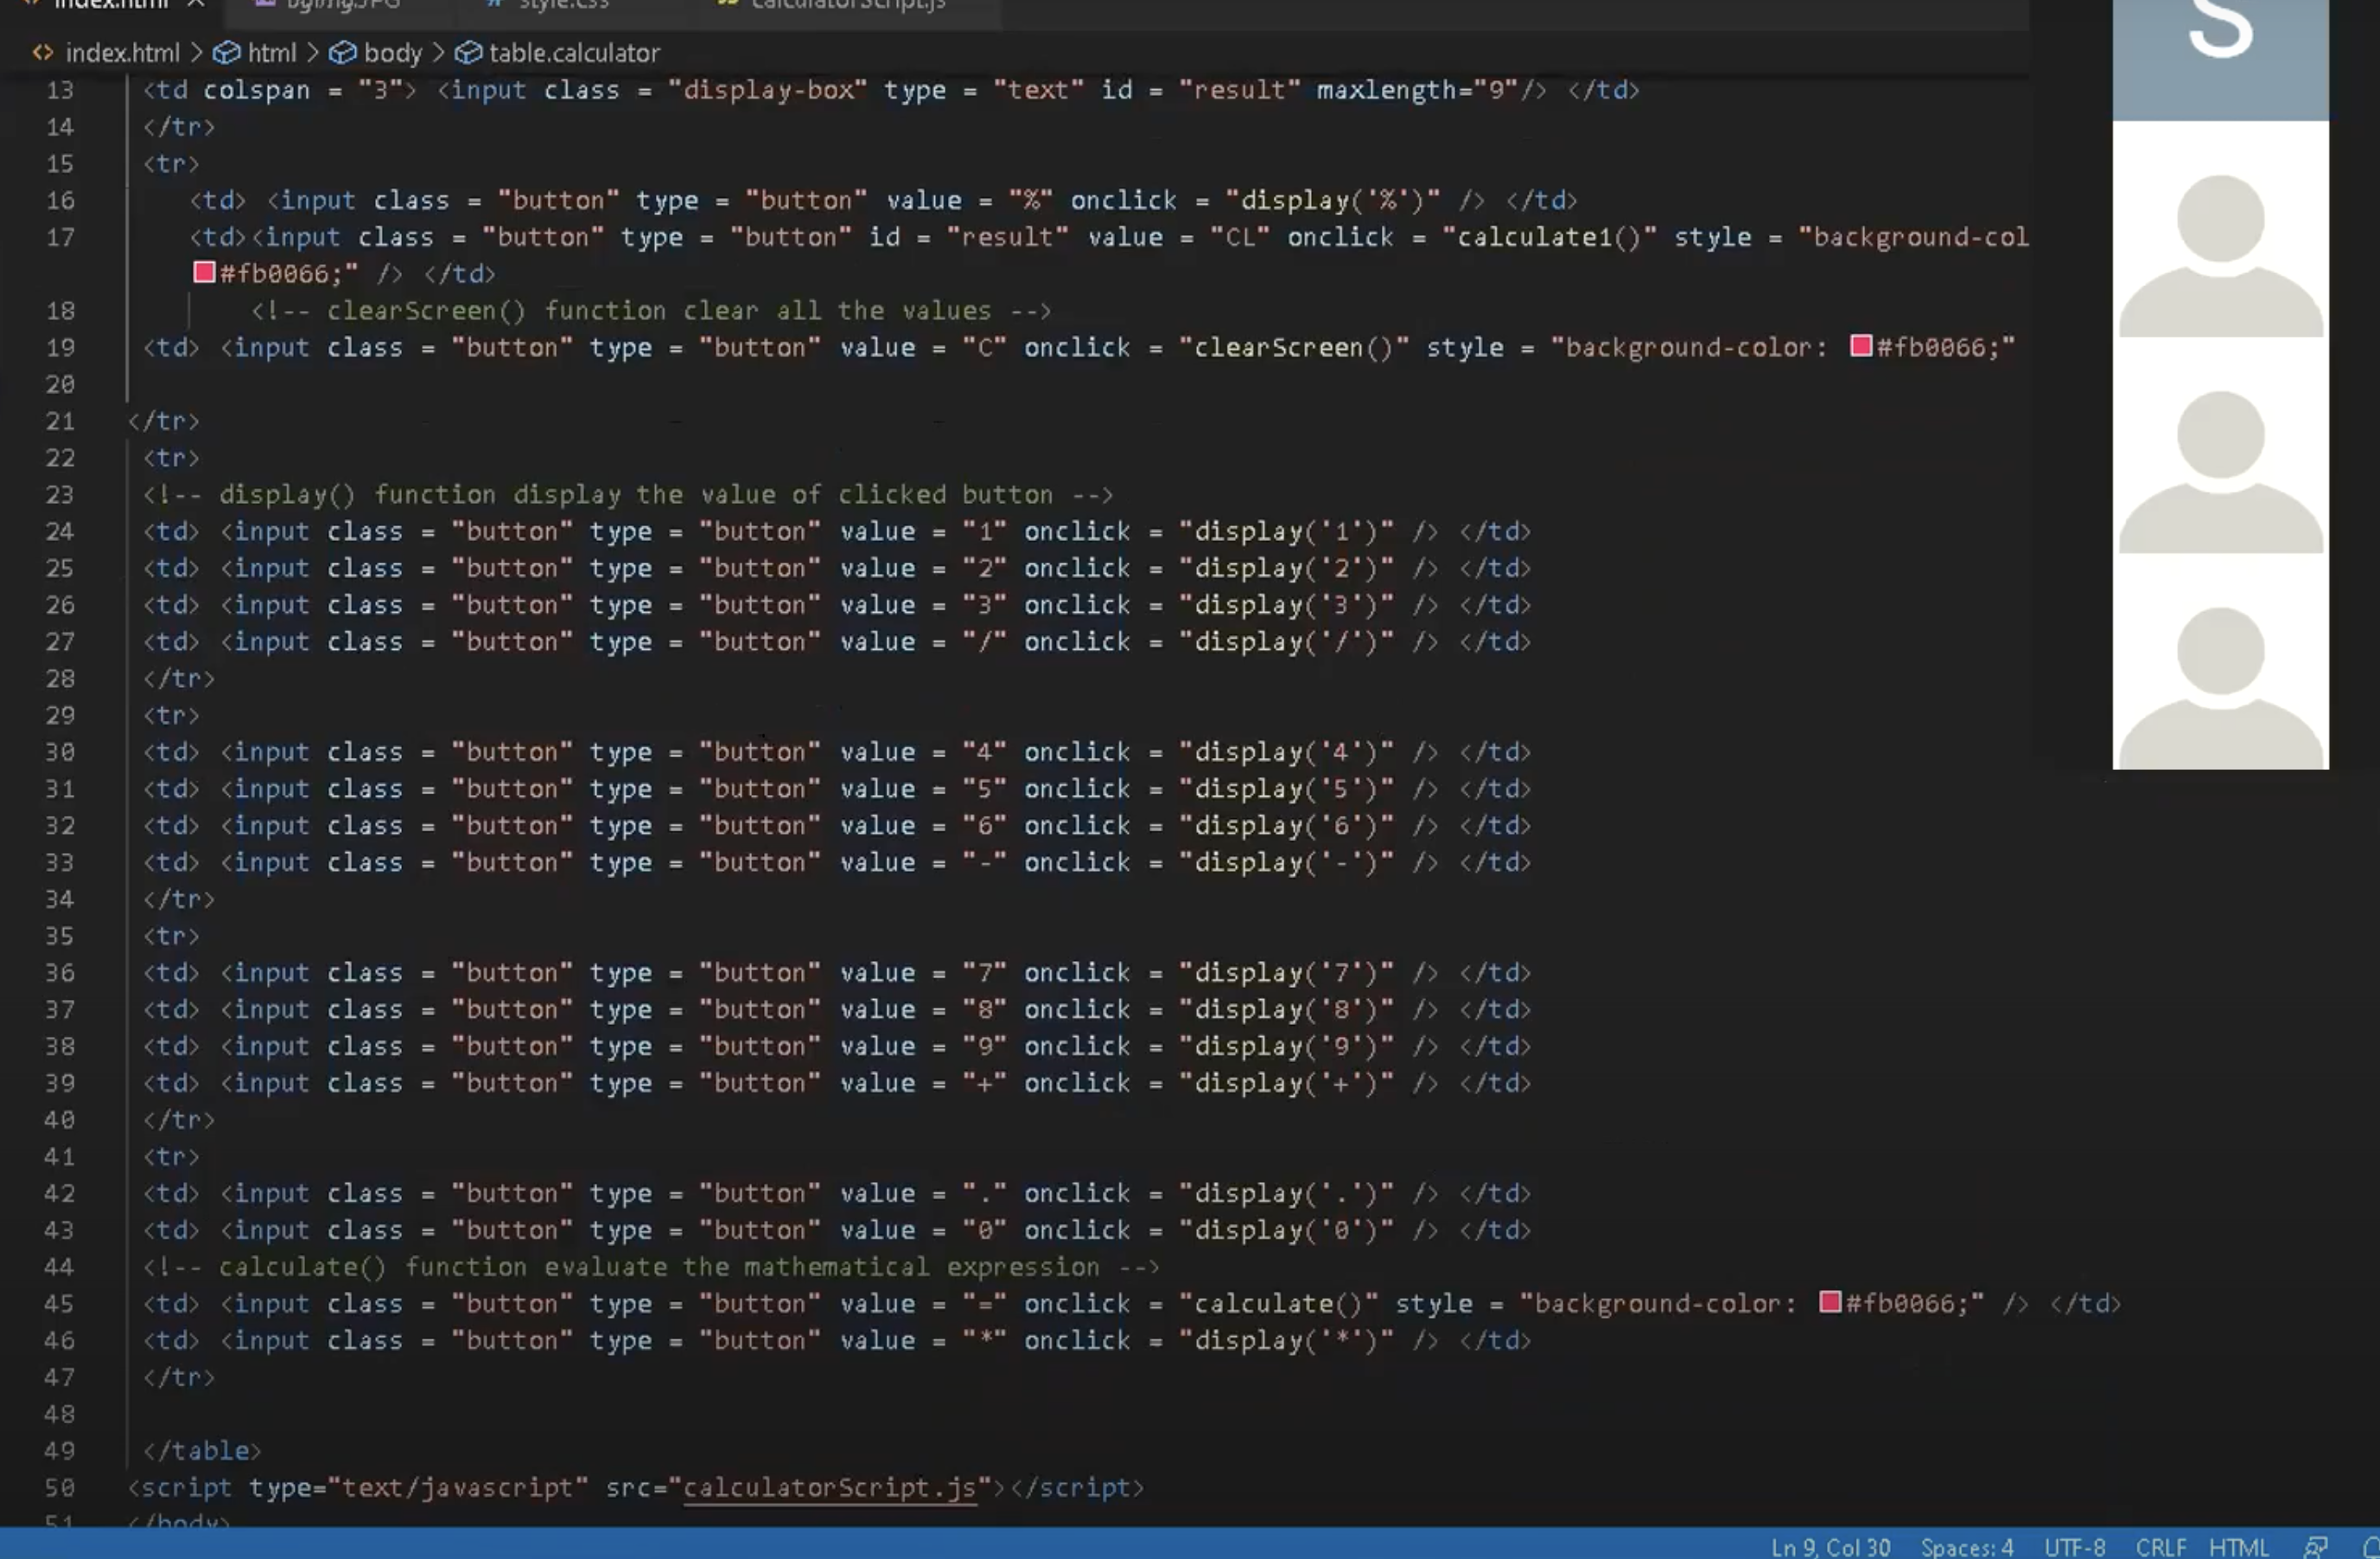 index.html
bgimg.JPG
style.css
calculatorScript.js
S
index.html > html > body > table.calculator
13 <td colspan = "3"> <input class = "display-box" type = "text" id = "result" maxlength="9"/> </td>
14 </tr>
15 <tr>
16 <td> <input class = "button" type = "button" value = "%" onclick = "display('%')" /> </td>
17 <td><input class = "button" type = "button" id = "result" value = "CL" onclick = "calculate1()" style = "background-col
#fb0066;" /> </td>
18 <!-- clearScreen() function clear all the values -->
19 <td> <input class = "button" type = "button" value = "C" onclick = "clearScreen()" style = "background-color: #fb0066;"
20
21 </tr>
22 <tr>
23 <!-- display() function display the value of clicked button -->
24 <td> <input class = "button" type = "button" value = "1" onclick = "display('1')" /> </td>
25 <td> <input class = "button" type = "button" value = "2" onclick = "display('2')" /> </td>
26 <td> <input class = "button" type = "button" value = "3" onclick = "display('3')" /> </td>
27 <td> <input class = "button" type = "button" value = "/" onclick = "display('/')" /> </td>
28 </tr>
29 <tr>
30 <td> <input class = "button" type = "button" value = "4" onclick = "display('4')" /> </td>
31 <td> <input class = "button" type = "button" value = "5" onclick = "display('5')" /> </td>
32 <td> <input class = "button" type = "button" value = "6" onclick = "display('6')" /> </td>
33 <td> <input class = "button" type = "button" value = "-" onclick = "display('-')" /> </td>
34 </tr>
35 <tr>
36 <td> <input class = "button" type = "button" value = "7" onclick = "display('7')" /> </td>
37 <td> <input class = "button" type = "button" value = "8" onclick = "display('8')" /> </td>
38 <td> <input class = "button" type = "button" value = "9" onclick = "display('9')" /> </td>
39 <td> <input class = "button" type = "button" value = "+" onclick = "display('+')" /> </td>
40 </tr>
41 <tr>
42 <td> <input class = "button" type = "button" value = "." onclick = "display('.')" /> </td>
43 <td> <input class = "button" type = "button" value = "0" onclick = "display('0')" /> </td>
44 <!-- calculate() function evaluate the mathematical expression -->
45 <td> <input class = "button" type = "button" value = "=" onclick = "calculate()" style = "background-color: #fb0066;" /> </td>
46 <td> <input class = "button" type = "button" value = "*" onclick = "display('*')" /> </td>
47 </tr>
48
49 </table>
50 <script type="text/javascript" src="calculatorScript.js"></script>
51 </body>
Ln 9, Col 30 Spaces: 4 UTF-8 CRLF HTML